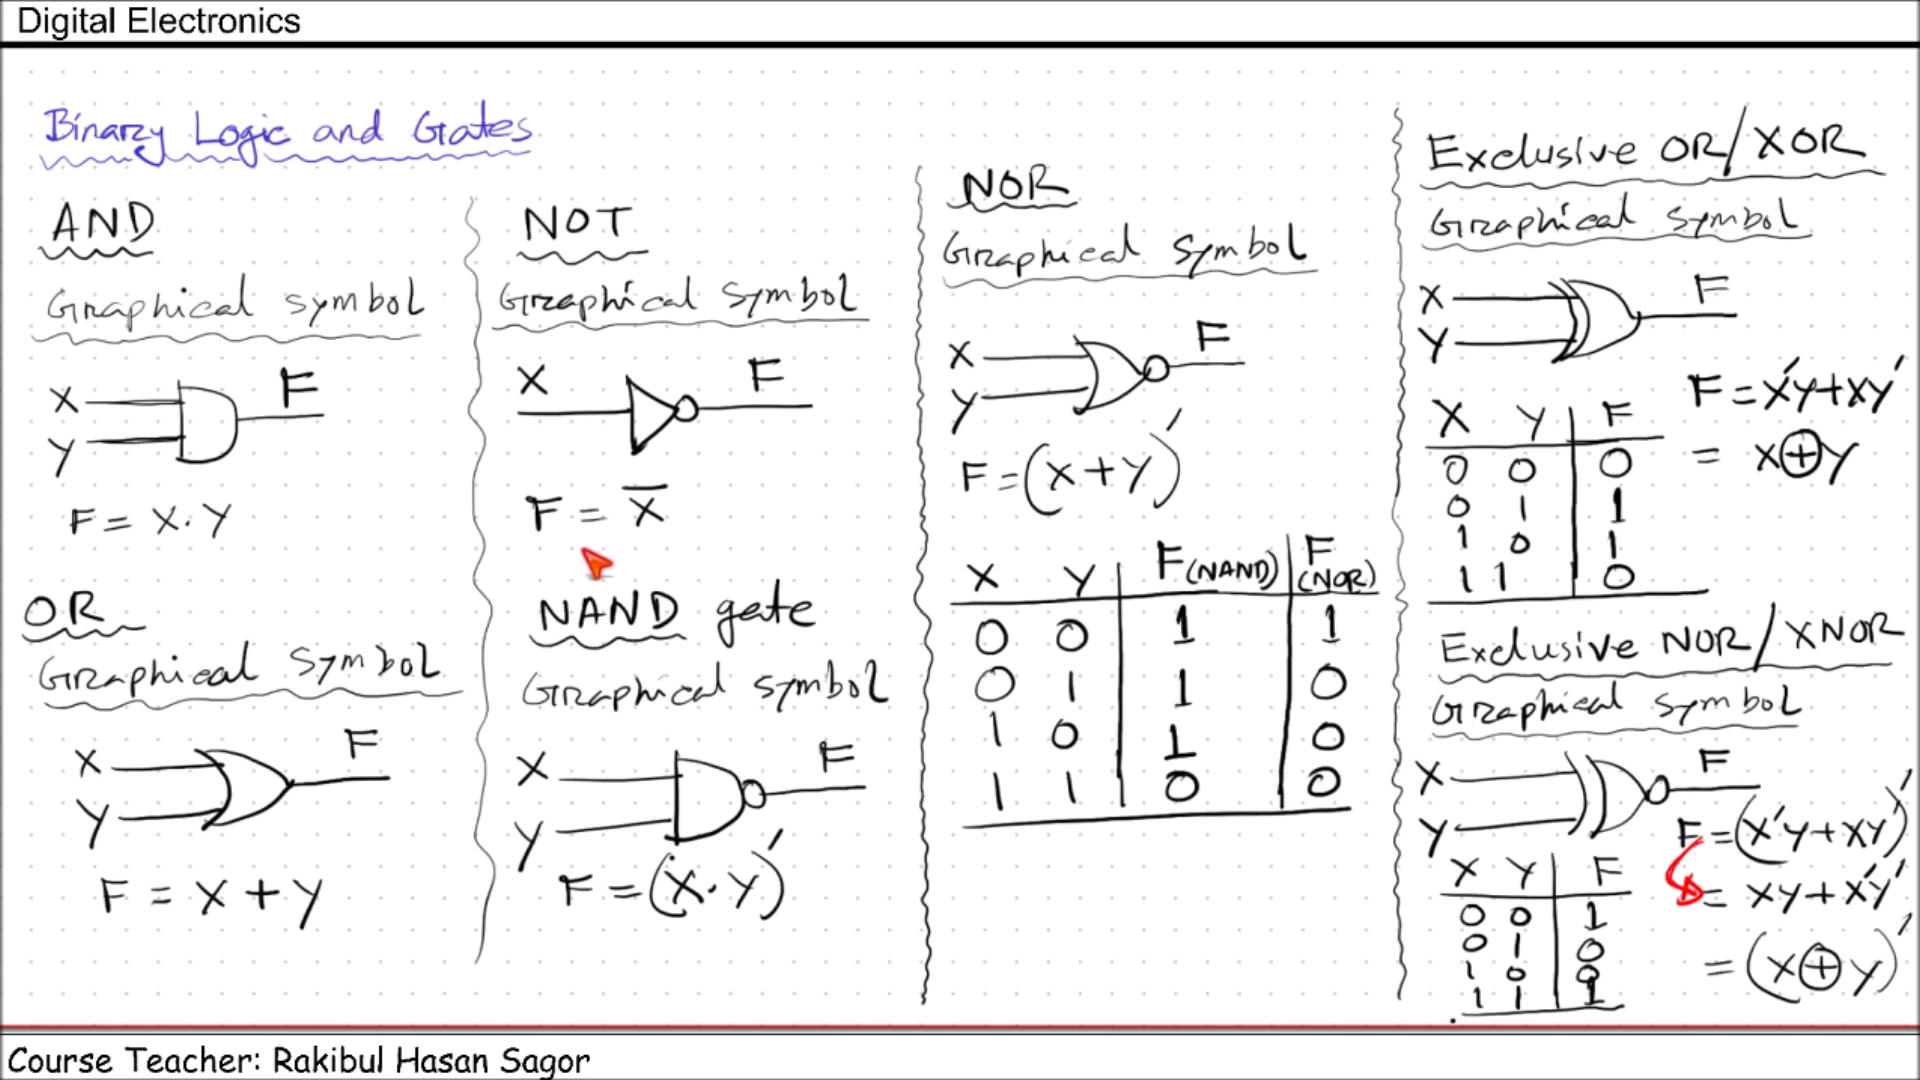 Digital Electronics
Binary Logic and Gates
AND
Graphical symbol
X
Y
F
F = X.Y
OR
Graphical Symbol
X
Y
F
F = X + Y
NOT
Graphical Symbol
X
F
F = X̅
NAND gate
Graphical symbol
X
Y
F
F = (X.Y)'
NOR
Graphical Symbol
X
Y
F
F = (X+Y)'
X Y F(NAND) F(NOR)
0 0 1 1
0 1 1 0
1 0 1 0
1 1 0 0
Exclusive OR/XOR
Graphical Symbol
X
Y
F
F = X'Y+XY'
= X⊕Y
X Y F
0 0 0
0 1 1
1 0 1
1 1 0
Exclusive NOR/XNOR
Graphical Symbol
X
Y
F
F = (X'Y+XY')'
= XY+X'Y'
= (X⊕Y)'
X Y F
0 0 1
0 1 0
1 0 0
1 1 1
Course Teacher: Rakibul Hasan Sagor